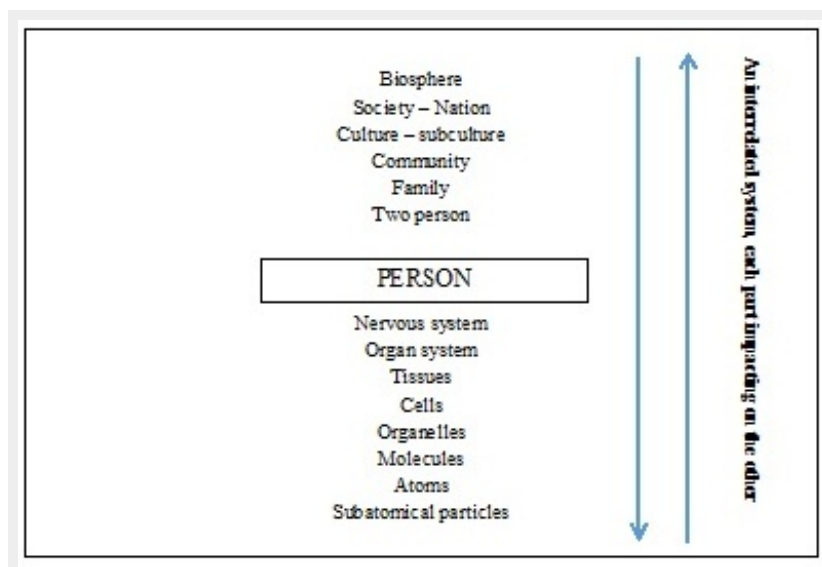 Biosphere
Society – Nation
Culture – subculture
Community
Family
Two person
PERSON
Nervous system
Organ system
Tissues
Cells
Organelles
Molecules
Atoms
Subatomical particles
An interrelated system, each part impacting on the other